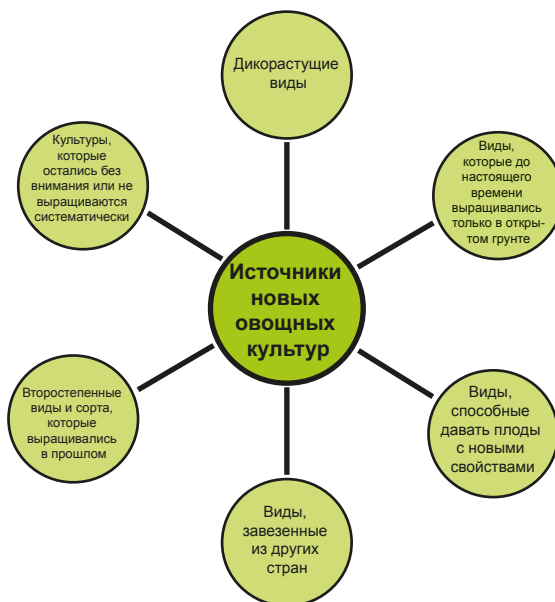 Дикорастущие
виды
Культуры,
которые
остались без
внимания или не
выращиваются
систематически
Виды,
которые до
настоящего
времени
выращивались
только в откры-
том грунте
Источники
новых
овощных
культур
Второстепенные
виды и сорта,
которые
выращивались
в прошлом
Виды,
способные
давать плоды
с новыми
свойствами
Виды,
завезенные
из других
стран